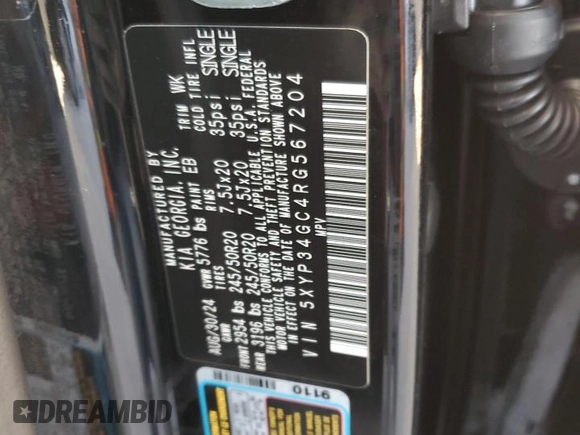 MANUFACTURED BY
KIA GEORGIA, INC.
AUG/30/24 GVWR 5776 lbs PAINT EB TRIM WK
GAWR TIRES RIMS COLD TIRE INFL
FRONT 2954 lbs 245/50R20 7.5Jx20 35psi SINGLE
REAR 3196 lbs 245/50R20 7.5Jx20 35psi SINGLE
THIS VEHICLE CONFORMS TO ALL APPLICABLE U.S.A. FEDERAL
MOTOR VEHICLE SAFETY AND THEFT PREVENTION STANDARDS
IN EFFECT ON THE DATE OF MANUFACTURE SHOWN ABOVE
VIN 5XYP34GC4RG567204
MPV
9110
DREAMBID